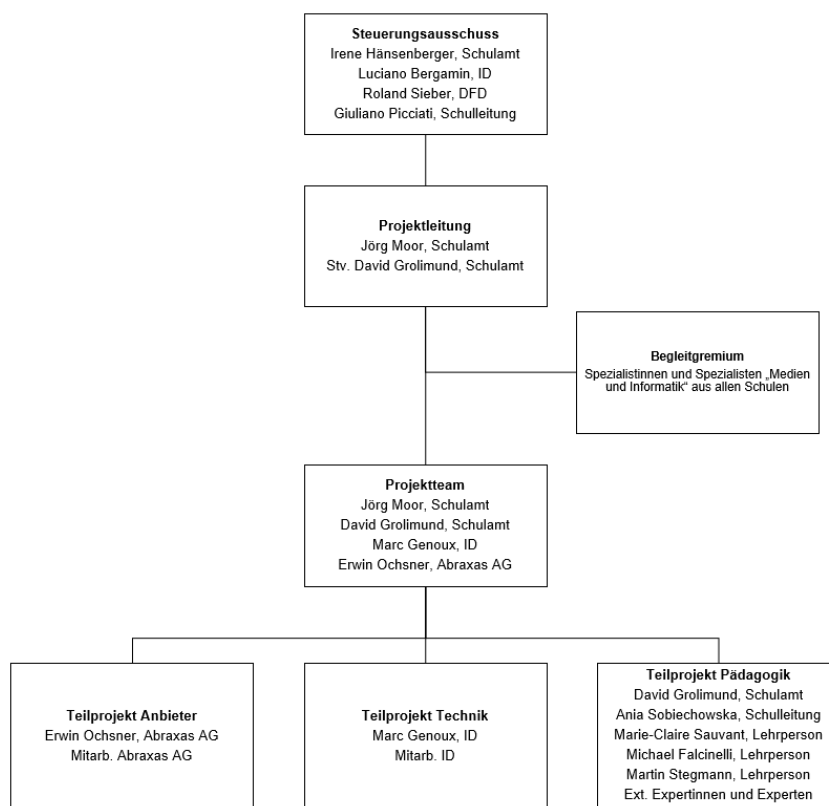 Steuerungsausschuss
Irene Hänsenberger, Schulamt
Luciano Bergamin, ID
Roland Sieber, DFD
Giuliano Picciati, Schulleitung
Projektleitung
Jörg Moor, Schulamt
Stv. David Grolimund, Schulamt
Begleitgremium
Spezialistinnen und Spezialisten „Medien
und Informatik“ aus allen Schulen
Projektteam
Jörg Moor, Schulamt
David Grolimund, Schulamt
Marc Genoux, ID
Erwin Ochsner, Abraxas AG
Teilprojekt Anbieter
Erwin Ochsner, Abraxas AG
Mitarb. Abraxas AG
Teilprojekt Technik
Marc Genoux, ID
Mitarb. ID
Teilprojekt Pädagogik
David Grolimund, Schulamt
Ania Sobiechowska, Schulleitung
Marie-Claire Sauvant, Lehrperson
Michael Falcinelli, Lehrperson
Martin Stegmann, Lehrperson
Ext. Expertinnen und Experten